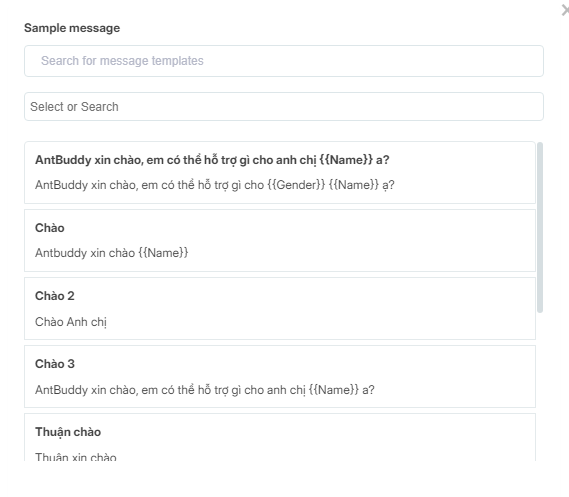 Sample message
Search for message templates
Select or Search
AntBuddy xin chào, em có thể hỗ trợ gì cho anh chị {{Name}} a?
AntBuddy xin chào, em có thể hỗ trợ gì cho {{Gender}} {{Name}} ạ?
Chào
Antbuddy xin chào {{Name}}
Chào 2
Chào Anh chị
Chào 3
AntBuddy xin chào, em có thể hỗ trợ gì cho anh chị {{Name}} a?
Thuận chào
Thuận xin chào